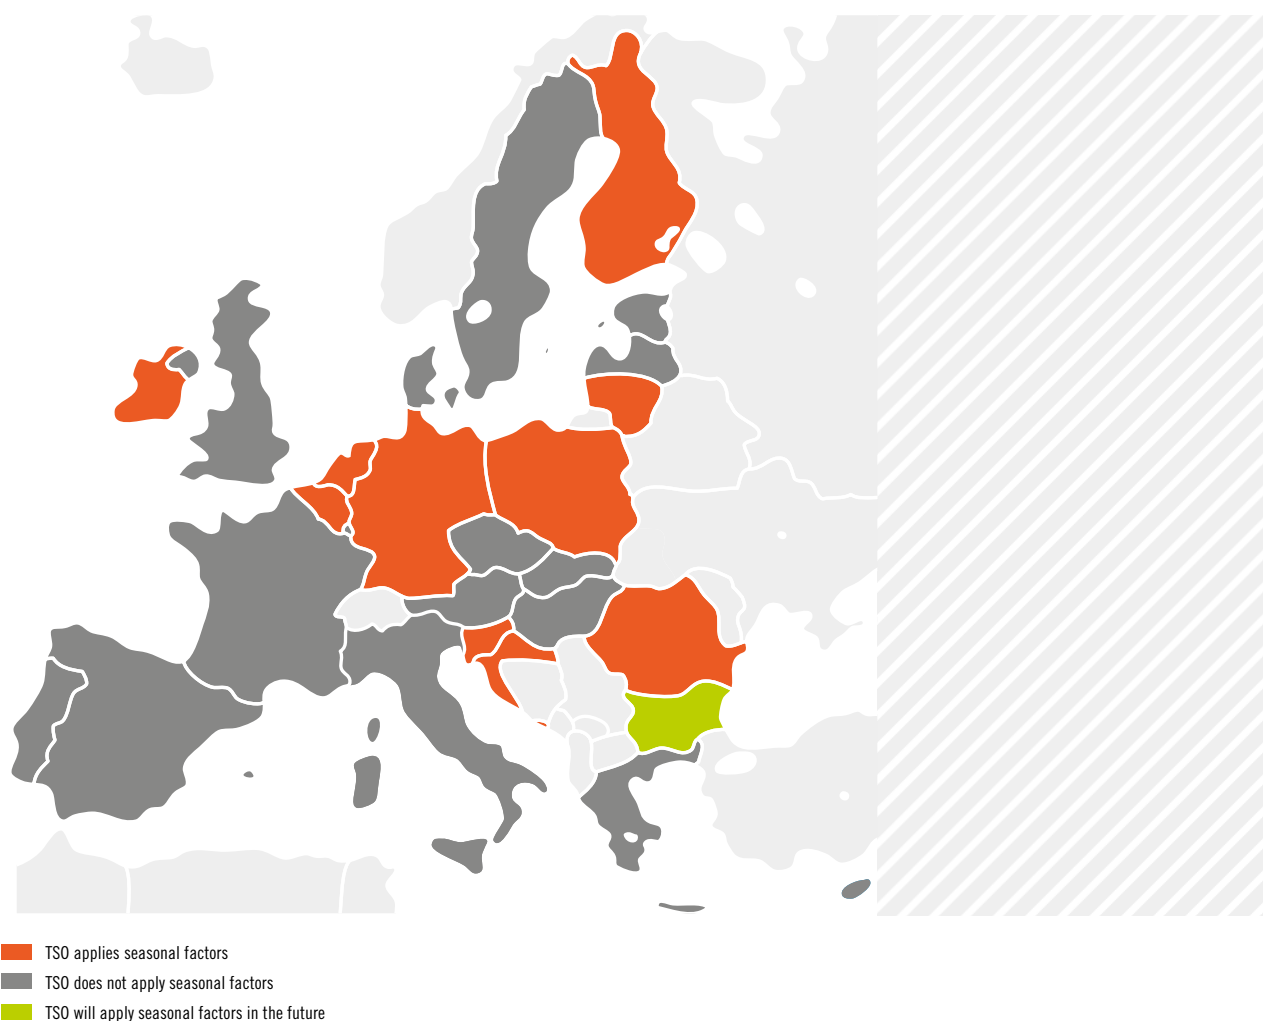 TSO applies seasonal factors
TSO does not apply seasonal factors
TSO will apply seasonal factors in the future